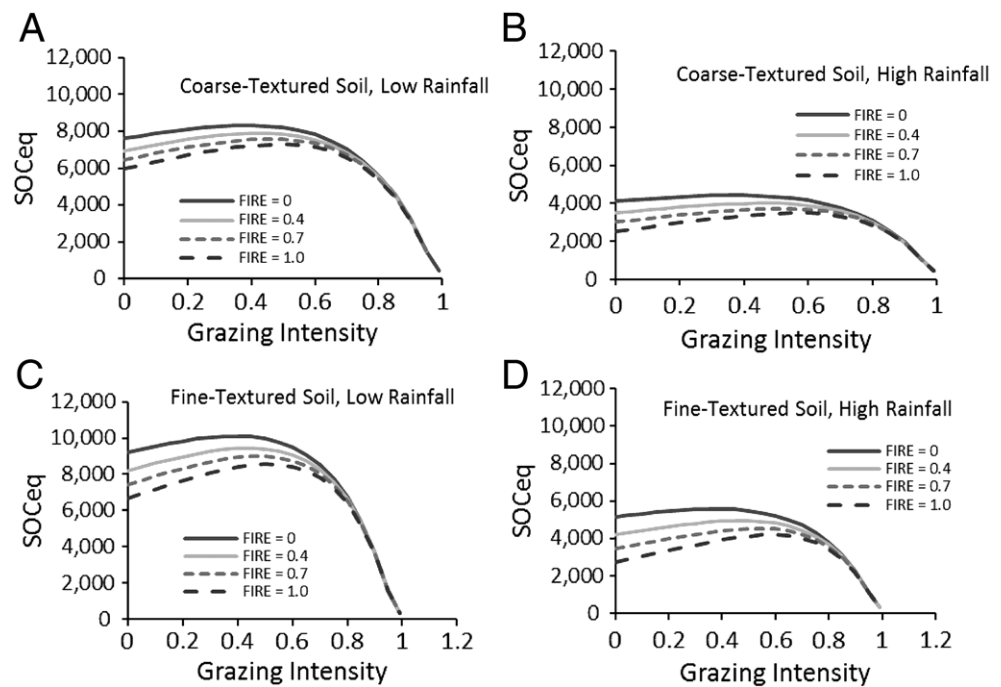 A
12,000
10,000
8,000
6,000
4,000
2,000
0
SOCeq
Coarse-Textured Soil, Low Rainfall
FIRE = 0
FIRE = 0.4
FIRE = 0.7
FIRE = 1.0
0 0.2 0.4 0.6 0.8 1
Grazing Intensity
B
12,000
10,000
8,000
6,000
4,000
2,000
0
SOCeq
Coarse-Textured Soil, High Rainfall
FIRE = 0
FIRE = 0.4
FIRE = 0.7
FIRE = 1.0
0 0.2 0.4 0.6 0.8 1
Grazing Intensity
C
12,000
10,000
8,000
6,000
4,000
2,000
0
SOCeq
Fine-Textured Soil, Low Rainfall
FIRE = 0
FIRE = 0.4
FIRE = 0.7
FIRE = 1.0
0 0.2 0.4 0.6 0.8 1 1.2
Grazing Intensity
D
12,000
10,000
8,000
6,000
4,000
2,000
0
SOCeq
Fine-Textured Soil, High Rainfall
FIRE = 0
FIRE = 0.4
FIRE = 0.7
FIRE = 1.0
0 0.2 0.4 0.6 0.8 1 1.2
Grazing Intensity